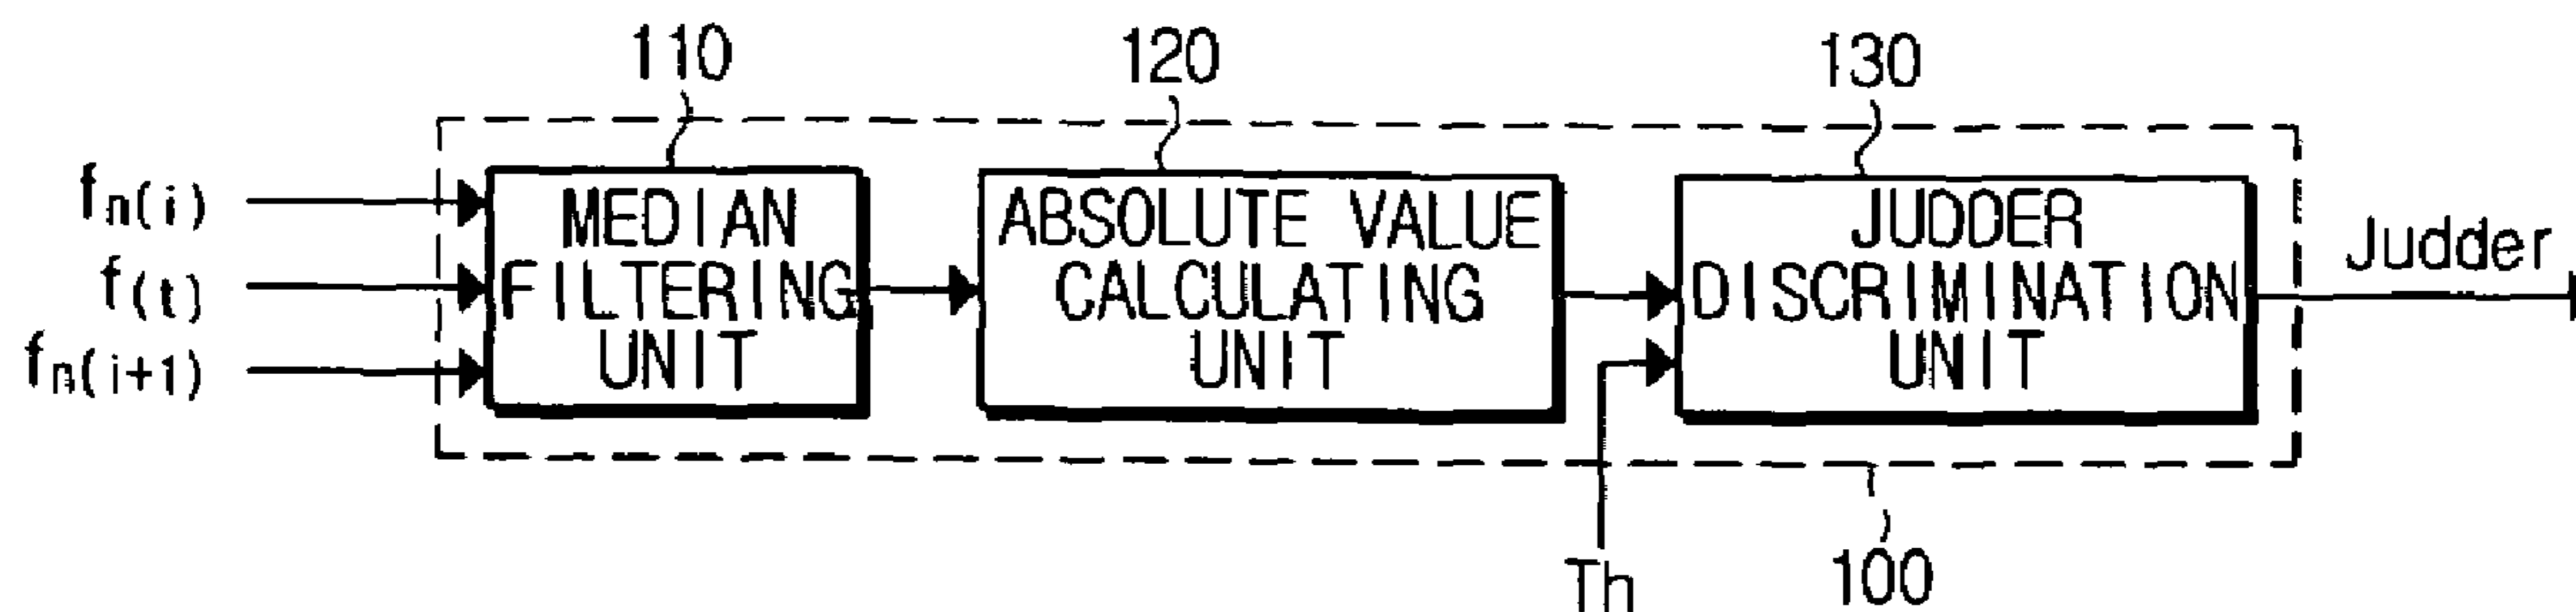 110
120
130
fn(i)
f(t)
fn(i+1)
MEDIAN
FILTERING
UNIT
ABSOLUTE VALUE
CALCULATING
UNIT
JUDDER
DISCRIMINATION
UNIT
Judder
Th
100